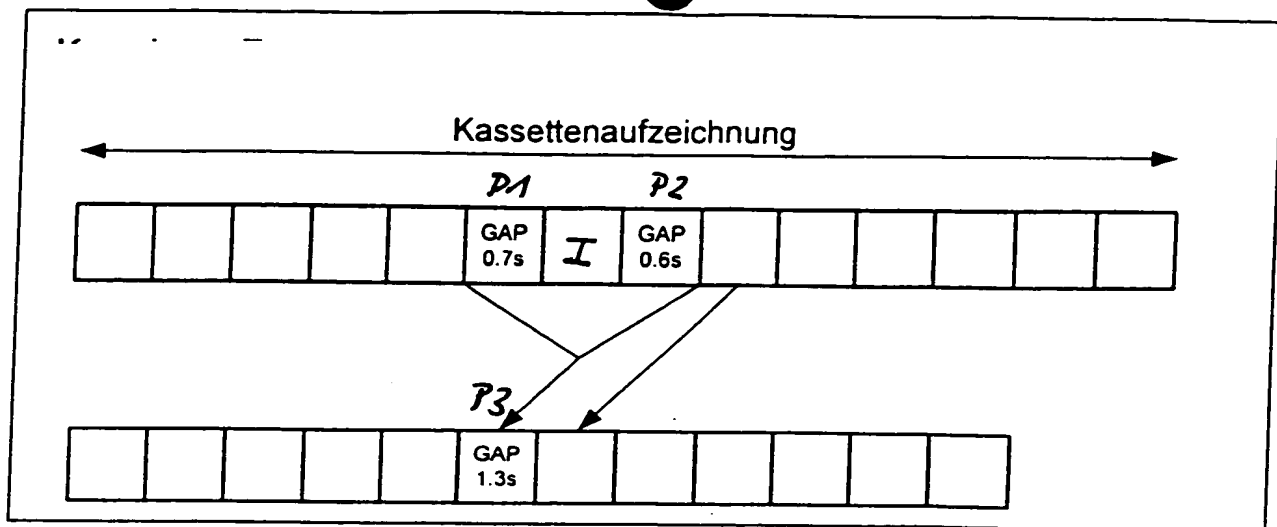 Kassettenaufzeichnung
P1 P2
GAP 0.7s
I
GAP 0.6s
P3
GAP 1.3s